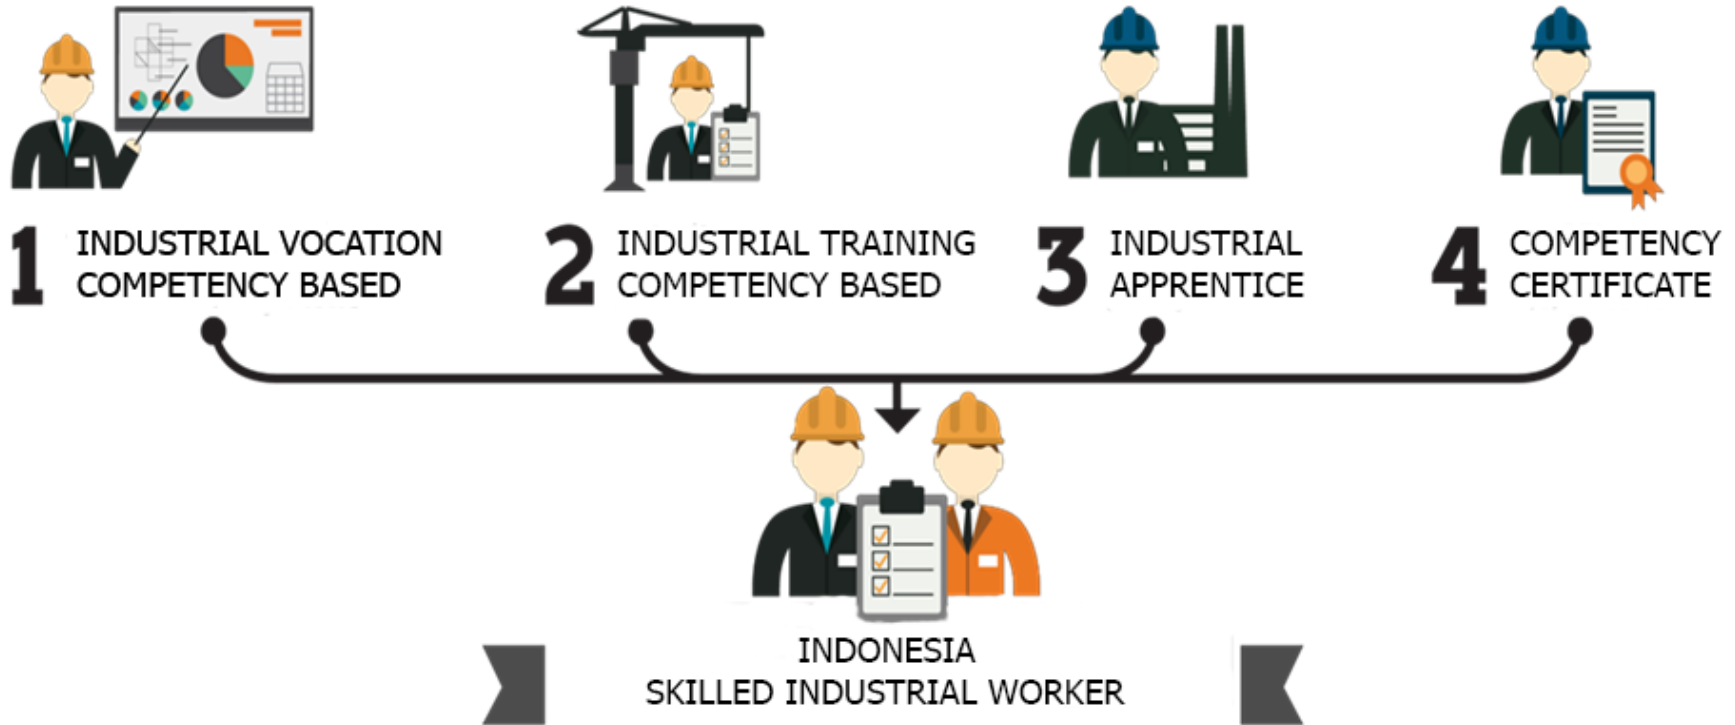 1 INDUSTRIAL VOCATION
COMPETENCY BASED
2 INDUSTRIAL TRAINING
COMPETENCY BASED
3 INDUSTRIAL
APPRENTICE
4 COMPETENCY
CERTIFICATE
INDONESIA
SKILLED INDUSTRIAL WORKER